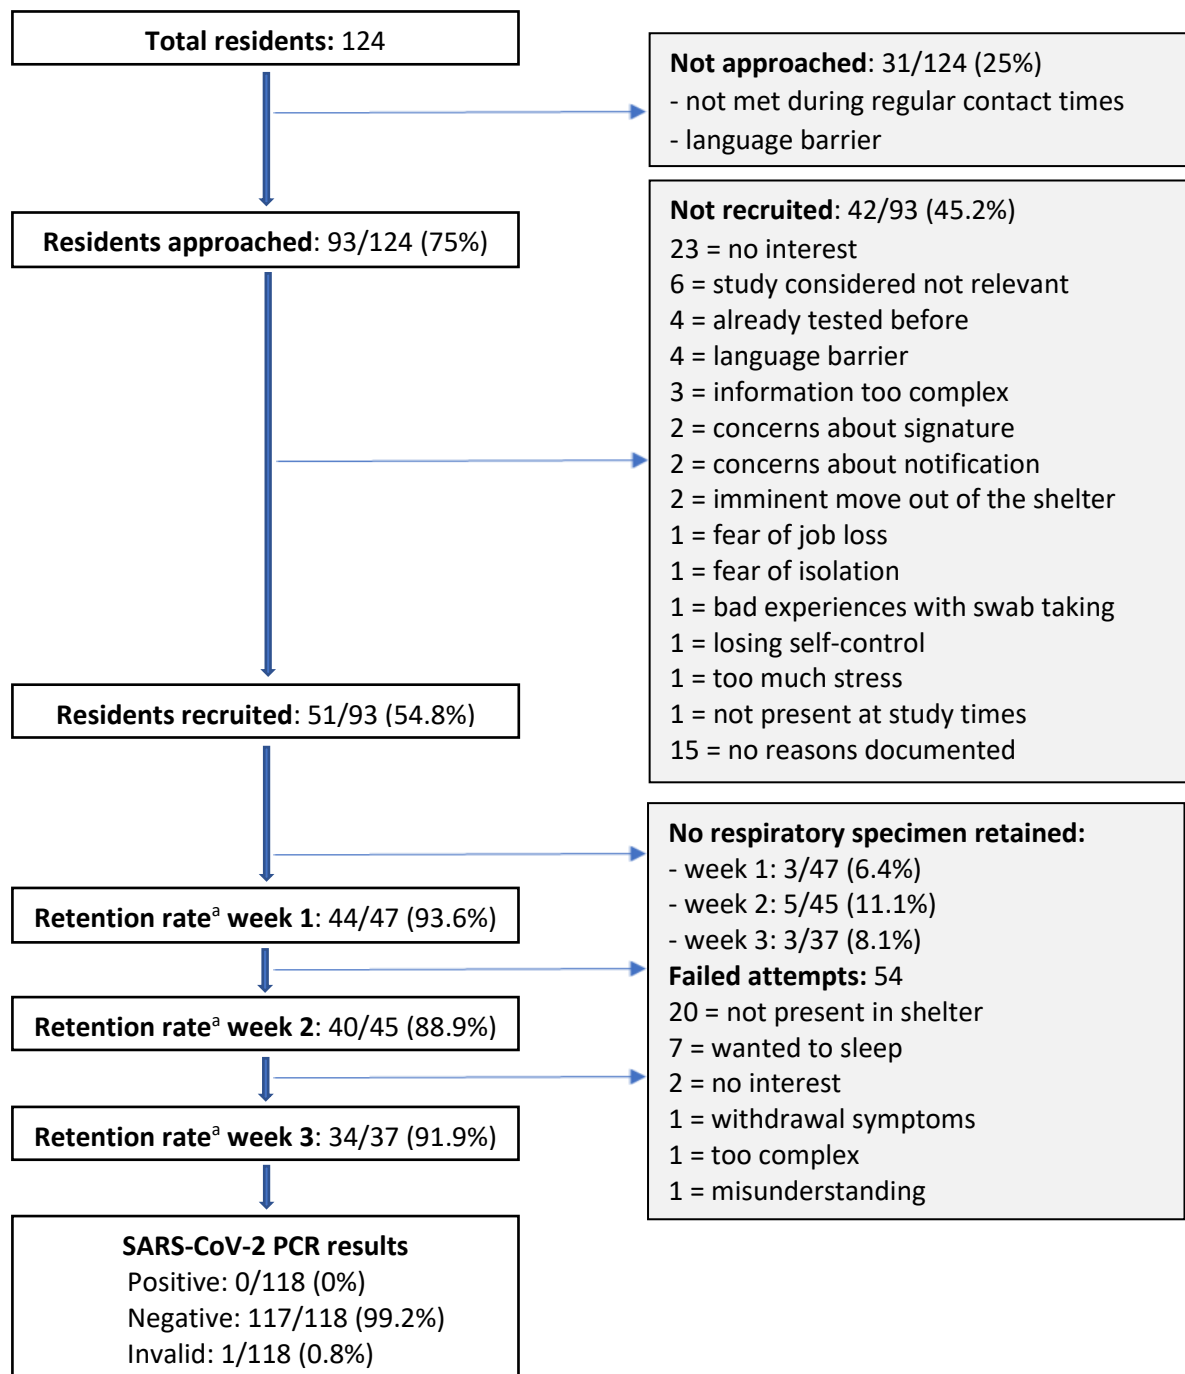 Total residents: 124
Not approached: 31/124 (25%)
- not met during regular contact times
- language barrier
Residents approached: 93/124 (75%)
Not recruited: 42/93 (45.2%)
23 = no interest
6 = study considered not relevant
4 = already tested before
4 = language barrier
3 = information too complex
2 = concerns about signature
2 = concerns about notification
2 = imminent move out of the shelter
1 = fear of job loss
1 = fear of isolation
1 = bad experiences with swab taking
1 = losing self-control
1 = too much stress
1 = not present at study times
15 = no reasons documented
Residents recruited: 51/93 (54.8%)
No respiratory specimen retained:
- week 1: 3/47 (6.4%)
- week 2: 5/45 (11.1%)
- week 3: 3/37 (8.1%)
Failed attempts: 54
20 = not present in shelter
7 = wanted to sleep
2 = no interest
1 = withdrawal symptoms
1 = too complex
1 = misunderstanding
Retention rateᵃ week 1: 44/47 (93.6%)
Retention rateᵃ week 2: 40/45 (88.9%)
Retention rateᵃ week 3: 34/37 (91.9%)
SARS-CoV-2 PCR results
Positive: 0/118 (0%)
Negative: 117/118 (99.2%)
Invalid: 1/118 (0.8%)